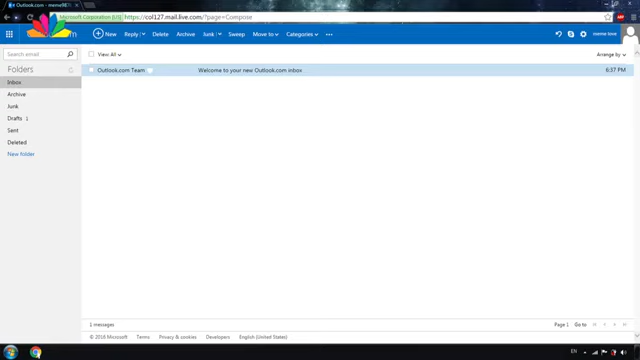 Outlook.com - meme
Microsoft Corporation [US] https://col127.mail.live.com/?page=Compose
New Reply Delete Archive Junk Sweep Move to Categories ••• meme tone
Search email View: All Arrange by
Folders
Inbox Outlook.com Team Welcome to your new Outlook.com inbox 6:37 PM
Archive
Junk
Drafts 1
Sent
Deleted
New folder
1 messages Page 1 Go to
© 2016 Microsoft Terms Privacy & cookies Developers English (United States)
EN